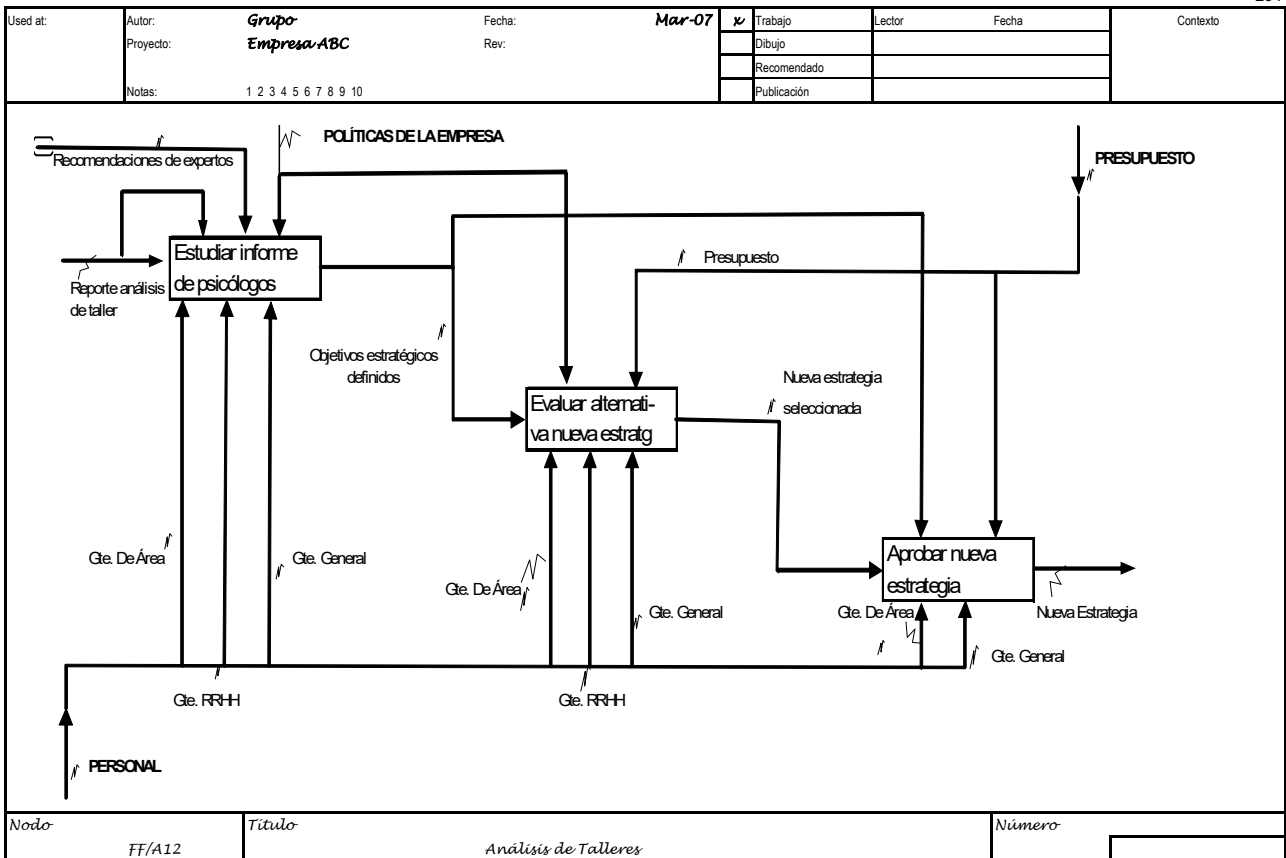 Used at:
Autor: Grupo Fecha: Mar-07 x Trabajo Lector Fecha Contexto
Proyecto: Empresa ABC Rev: Dibujo
Recomendado
Notas: 1 2 3 4 5 6 7 8 9 10 Publicación
POLÍTICAS DE LA EMPRESA
Recomendaciones de expertos
PRESUPUESTO
Estudiar informe
de psicólogos
Presupuesto
Reporte análisis
de taller
Objetivos estratégicos
definidos
Nueva estrategia
seleccionada
Evaluar alternati-
va nueva estratg
Gte. De Área
Gte. General
Gte. De Área
Gte. General
Aprobar nueva
estrategia
Gte. De Área
Nueva Estrategia
Gte. General
Gte. RRHH
Gte. RRHH
PERSONAL
Nodo Título Número
FF/A12 Análisis de Talleres